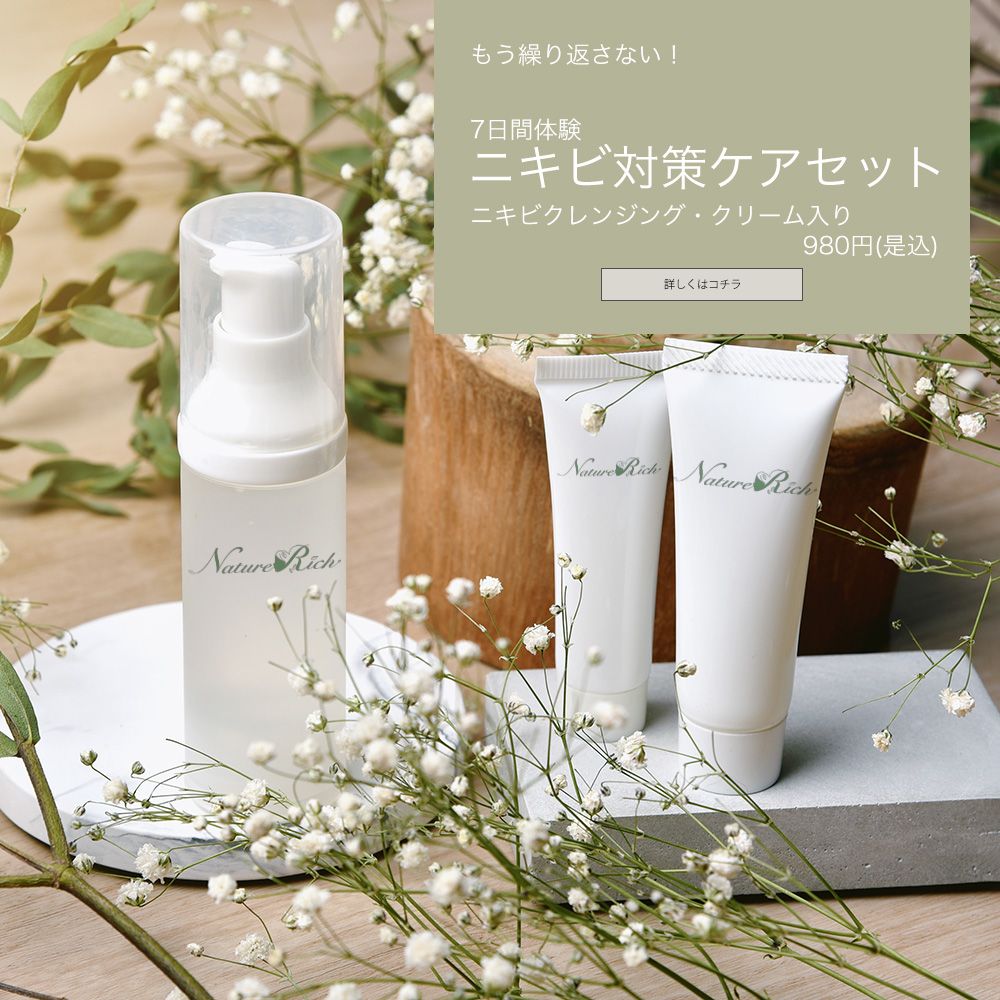 もう繰り返さない！
7日間体験
ニキビ対策ケアセット
ニキビクレンジング・クリーム入り
980円(是込)
詳しくはコチラ
Nature Rich
Nature Rich
Nature Rich